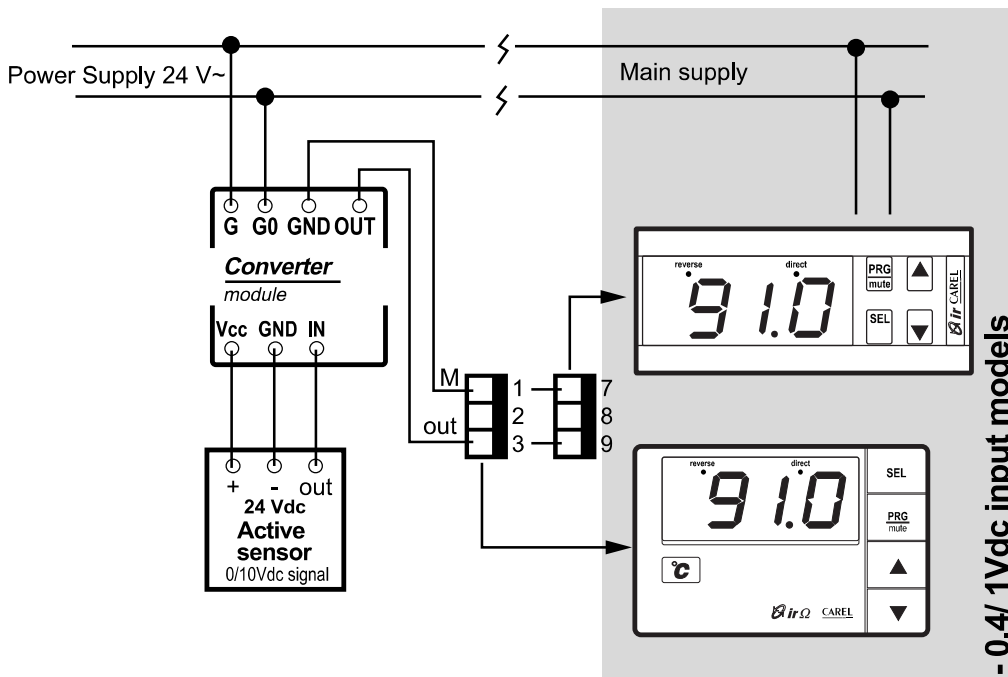 Power Supply 24 V~
Main supply
G G0 GND OUT
Converter
module
Vcc GND IN
+ - out
24 Vdc
Active
sensor
0/10Vdc signal
M
out
1
2
3
7
8
9
reverse
direct
91.0
PRG
mute
SEL
ir CAREL
reverse
direct
91.0
°C
ir Ω CAREL
SEL
PRG
mute
- 0.4/ 1Vdc input models